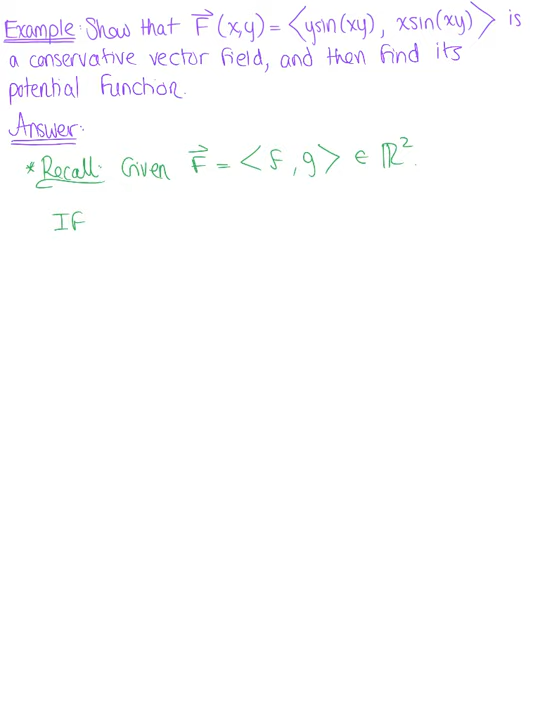 Example: Show that F⃗(x,y) = ⟨ysin(xy), xsin(xy)⟩ is
a conservative vector field, and then find its
potential function.
Answer:
* Recall: Given F⃗ = <f, g> ∈ ℝ².
If